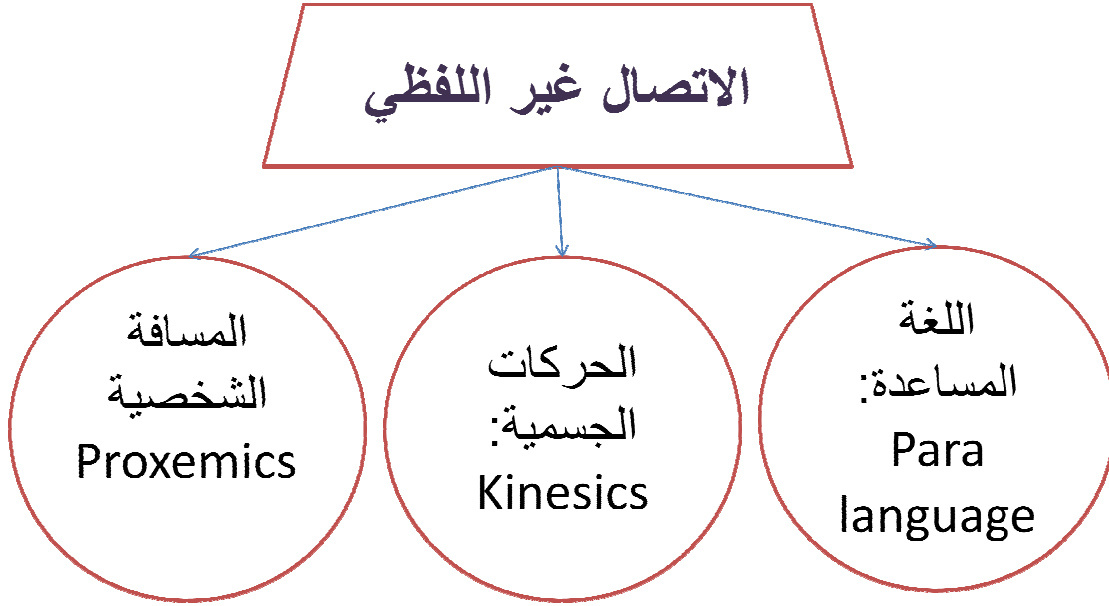 الاتصال غير اللفظي
اللغة
المساعدة:
Para
language
الحركات
الجسمية:
Kinesics
المسافة
الشخصية
Proxemics